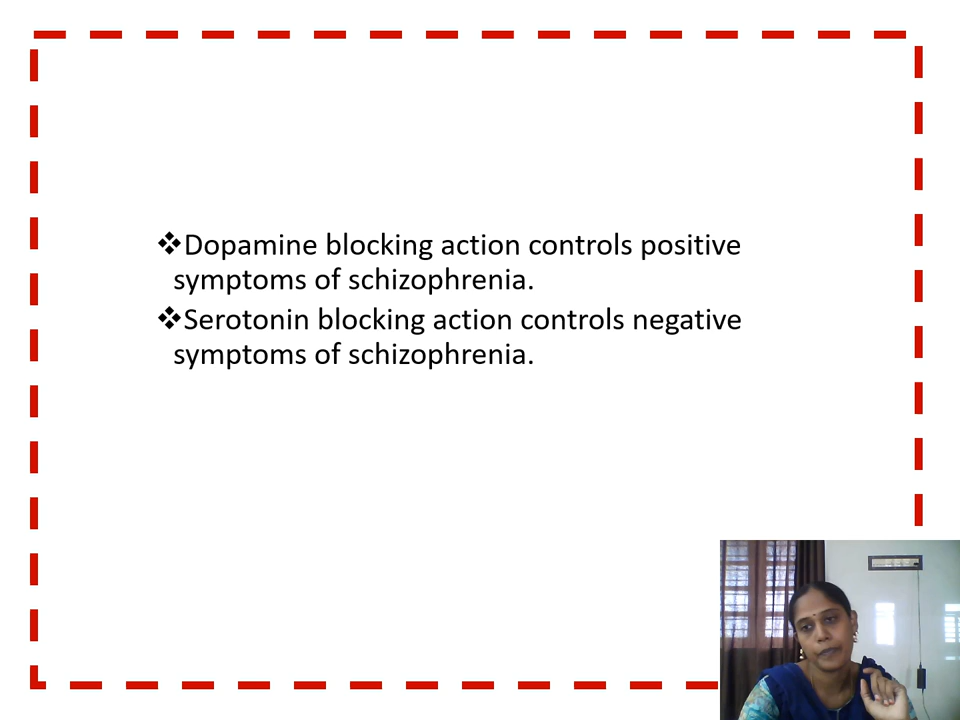 ❖Dopamine blocking action controls positive
symptoms of schizophrenia.
❖Serotonin blocking action controls negative
symptoms of schizophrenia.